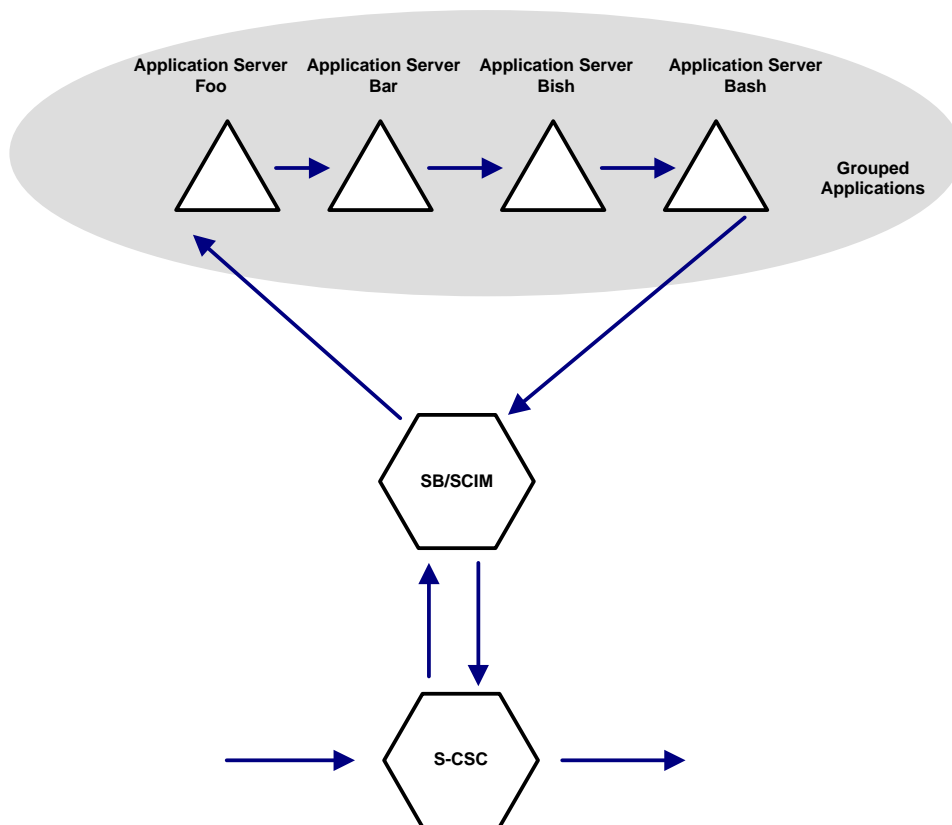 Application Server
Foo
Application Server
Bar
Application Server
Bish
Application Server
Bash
Grouped
Applications
SB/SCIM
S-CSC